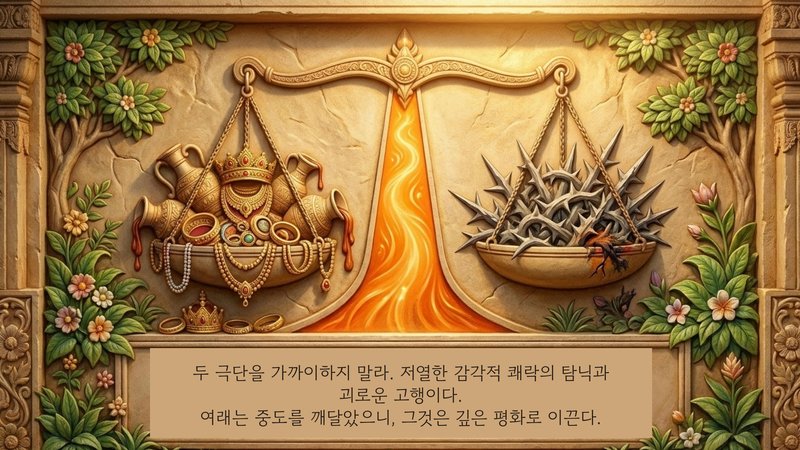 두 극단을 가까이하지 말라. 저열한 감각적 쾌락의 탐닉과
괴로운 고행이다.
여래는 중도를 깨달았으니, 그것은 깊은 평화로 이끈다.